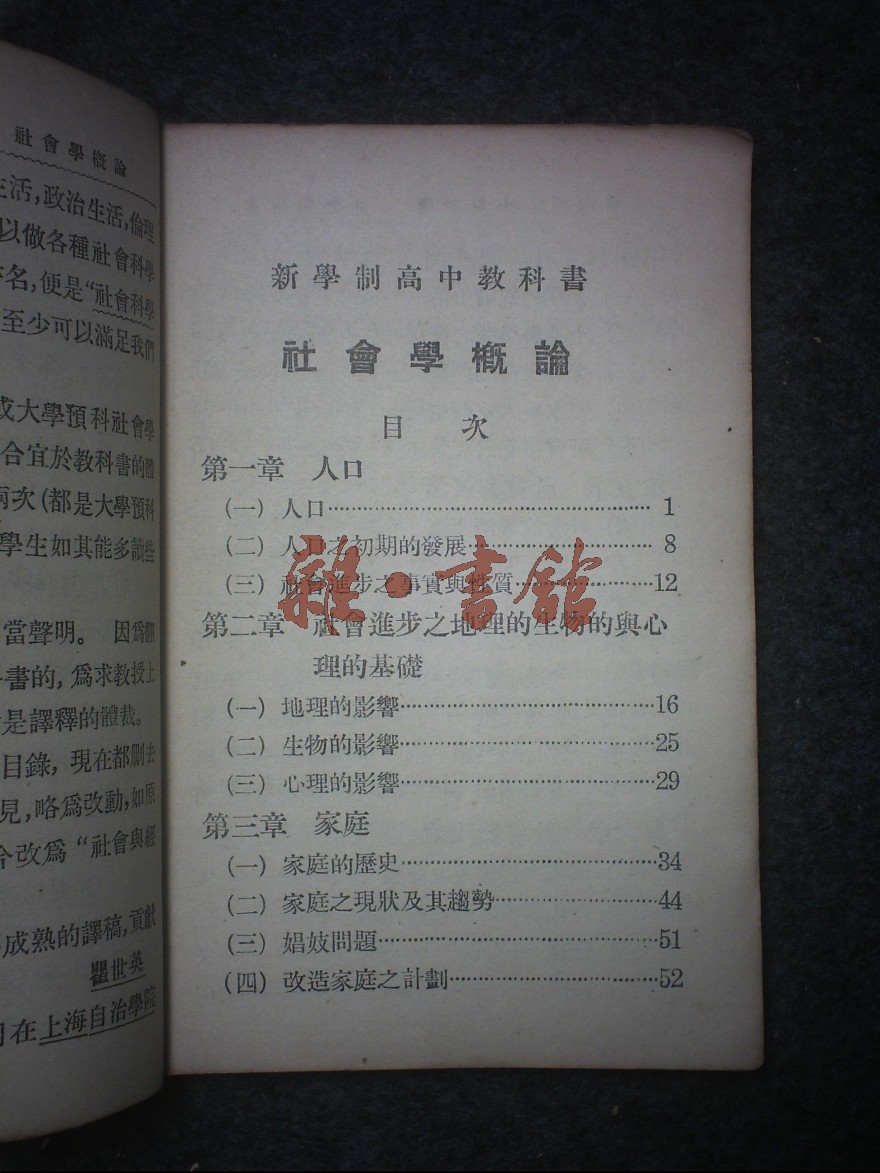 社會學概論
生活,政治生活,倫理
以做各種社會科學
名,便是“社會科學
至少可以滿足我們
或大學預科社會學
合宜於教科書的體
兩次(都是大學預科
學生如其能多讀些
當聲明。 因爲删
書的, 爲求教授上
是譯釋的體裁。
目錄, 現在都删去
見,略爲改動,如原
合改爲 “社會與經
成熟的譯稿,貢獻
瞿世英
在上海自治學院
新學制高中教科書
社會學概論
目 次
第一章 人口
(一) 人口…………1
(二) 人口之初期的發展…………8
(三) 社會進步之事實與性質…………12
第二章 社會進步之地理的生物的與心
理的基礎
(一) 地理的影響…………16
(二) 生物的影響…………25
(三) 心理的影響…………29
第三章 家庭
(一) 家庭的歷史…………34
(二) 家庭之現狀及其趨勢…………44
(三) 娼妓問題…………51
(四) 改造家庭之計劃…………52
雜·書館